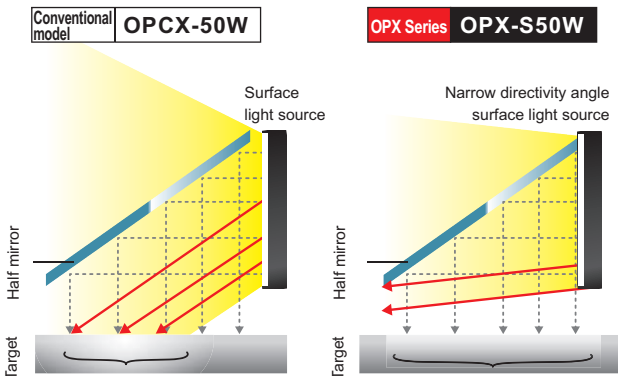 Conventional
model
OPCX-50W
OPX Series
OPX-S50W
Surface
light source
Narrow directivity angle
surface light source
Half mirror
Half mirror
Target
Target